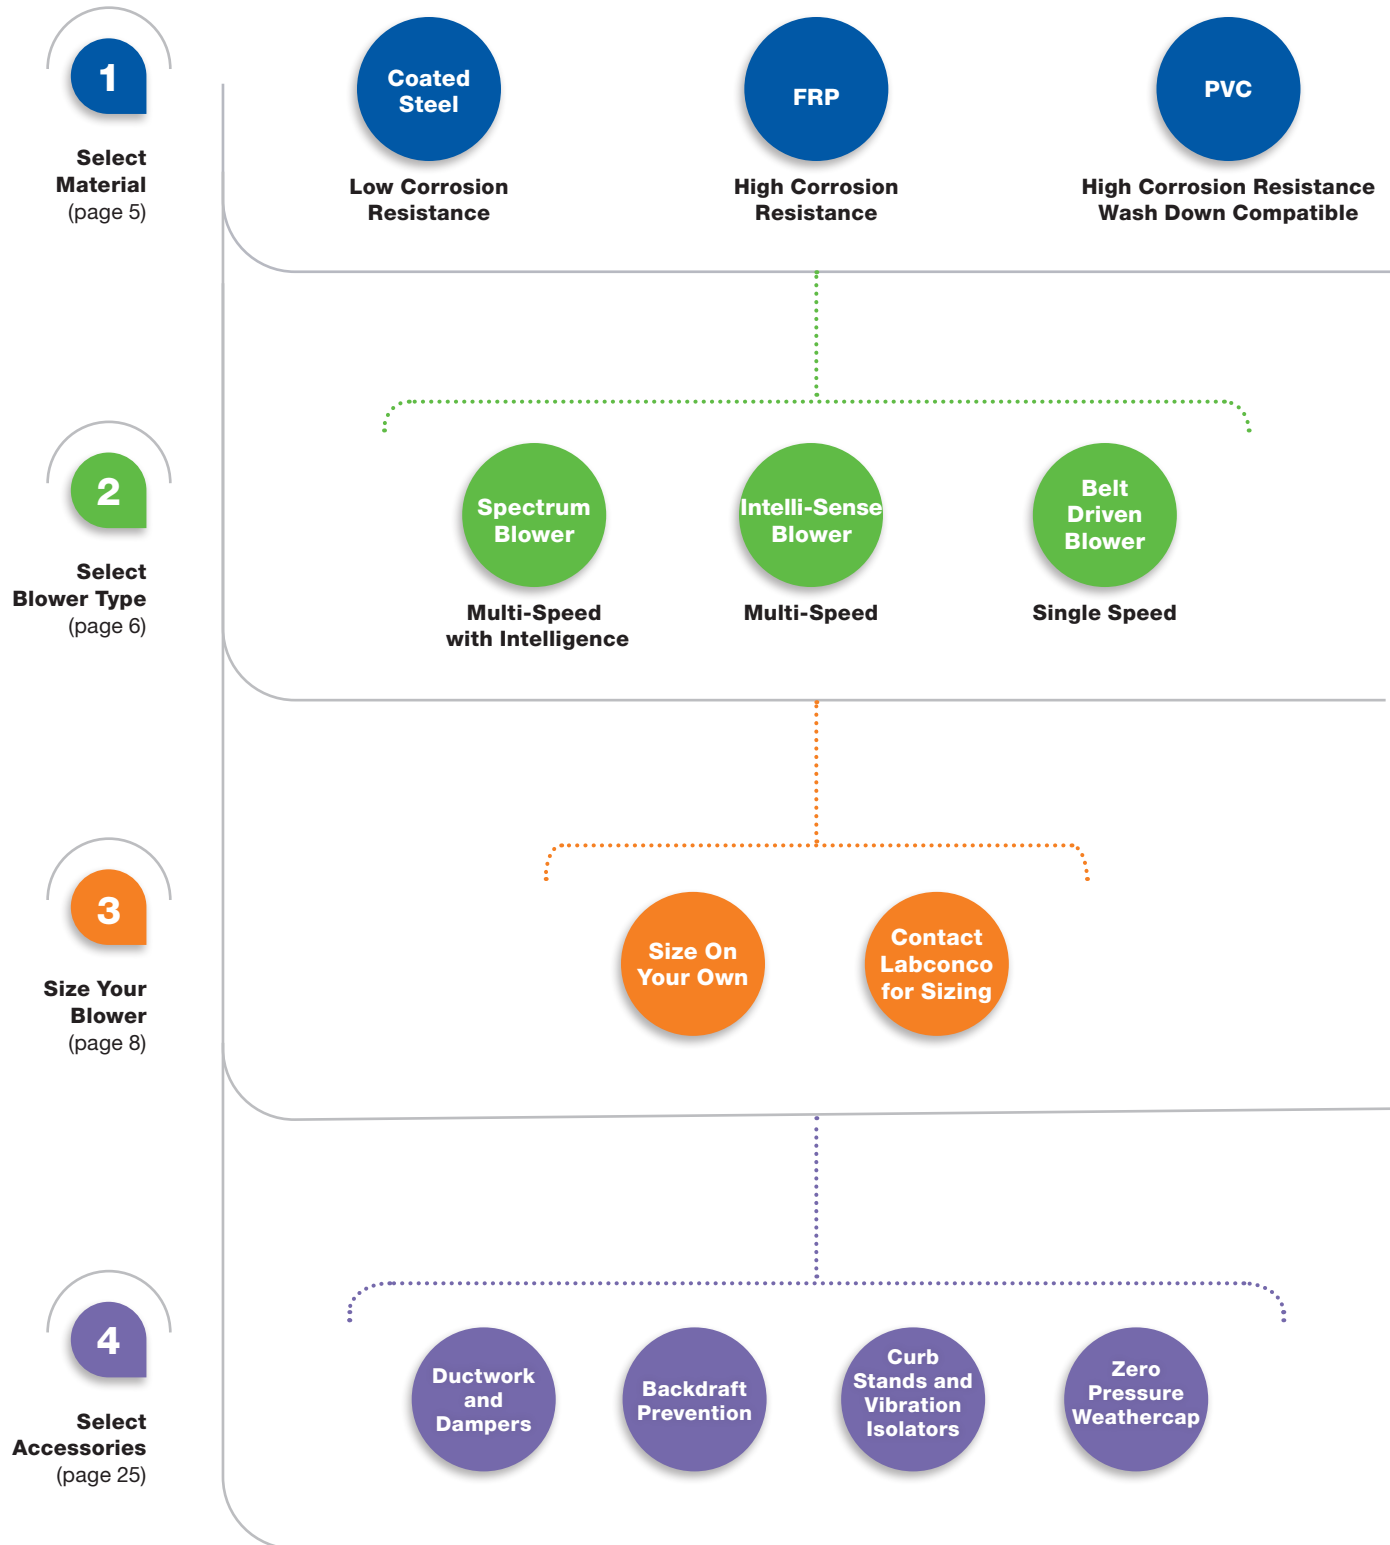 1
Select
Material
(page 5)
Coated
Steel
Low Corrosion
Resistance
FRP
High Corrosion
Resistance
PVC
High Corrosion Resistance
Wash Down Compatible
2
Select
Blower Type
(page 6)
Spectrum
Blower
Multi-Speed
with Intelligence
Intelli-Sense
Blower
Multi-Speed
Belt
Driven
Blower
Single Speed
3
Size Your
Blower
(page 8)
Size On
Your Own
Contact
Labconco
for Sizing
4
Select
Accessories
(page 25)
Ductwork
and
Dampers
Backdraft
Prevention
Curb
Stands and
Vibration
Isolators
Zero
Pressure
Weathercap